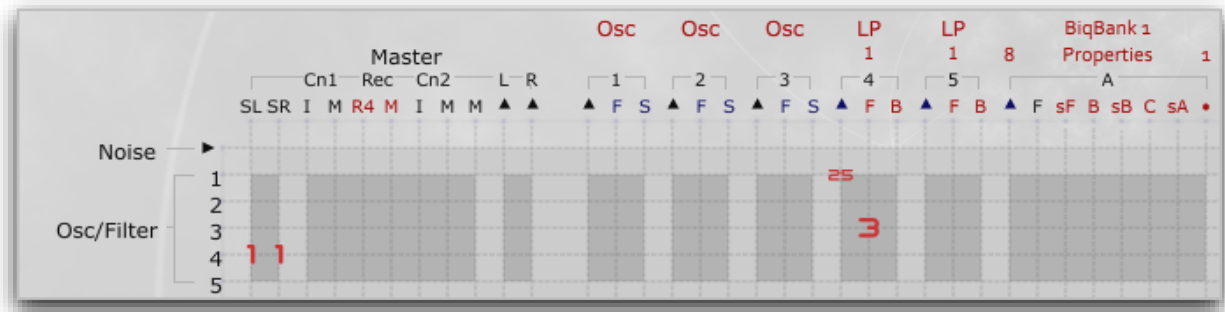 Osc Osc Osc LP LP BiqBank 1
Master 1 1 8 Properties 1
Cn1 Rec Cn2 L R 1 2 3 4 5 A
SL SR I M R4 M I M M ▲ ▲ ▲ F S ▲ F S ▲ F S ▲ F B ▲ F B ▲ F sF B sB C sA •
Noise ►
1 25
2
Osc/Filter 3 3
4 1 1
5